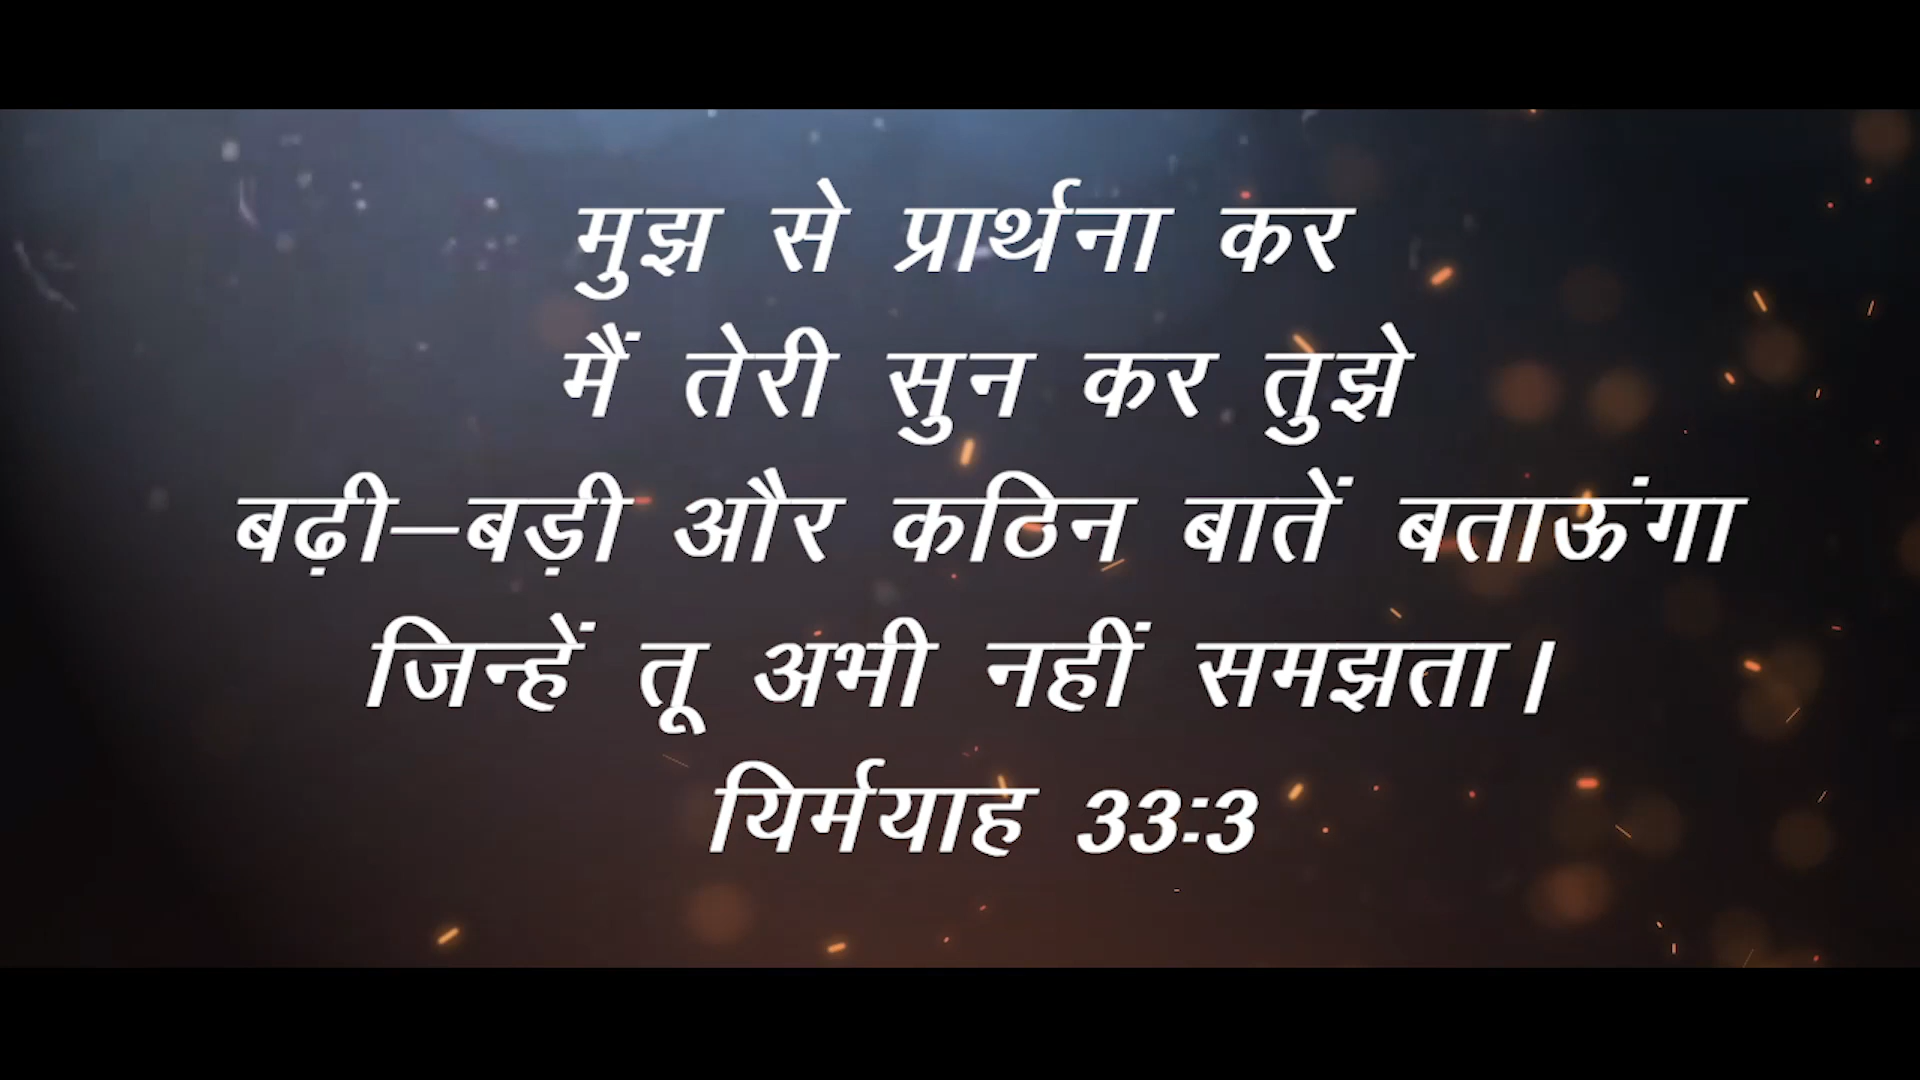 मुझ से प्रार्थना कर
मैं तेरी सुन कर तुझे
बढ़ी–बड़ी और कठिन बातें बताऊंगा
जिन्हें तू अभी नहीं समझता।
यिर्मयाह 33:3